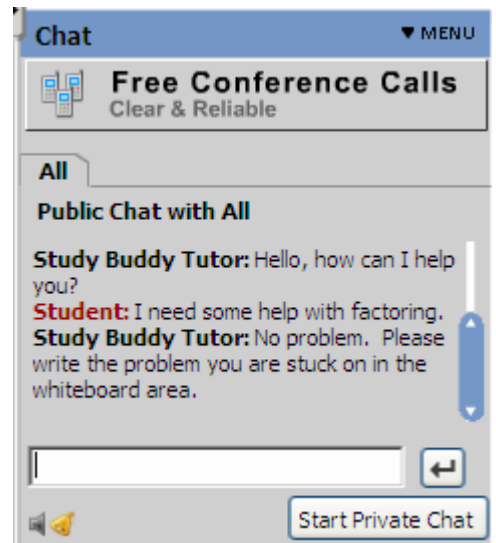 Chat
▼ MENU
Free Conference Calls
Clear & Reliable
All
Public Chat with All
Study Buddy Tutor: Hello, how can I help
you?
Student: I need some help with factoring.
Study Buddy Tutor: No problem.  Please
write the problem you are stuck on in the
whiteboard area.
Start Private Chat